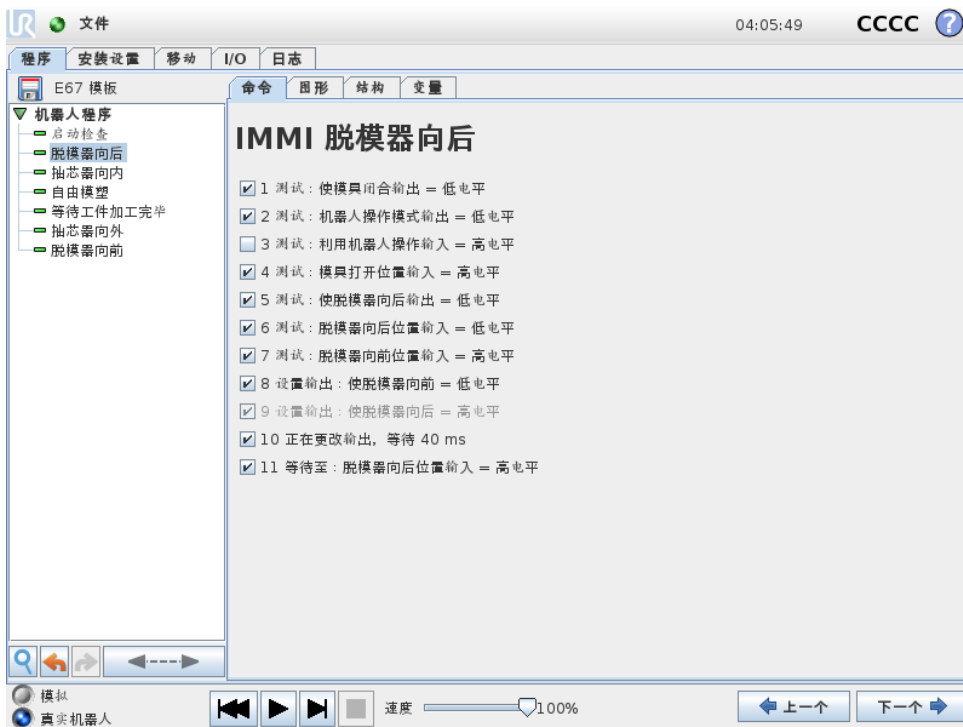 UR 文件 04:05:49 CCCC ?
程序 安装设置 移动 I/O 日志
E67 模板
命令 图形 结构 变量
机器人程序
启动检查
脱模器向后
抽芯器向内
自由模塑
等待工件加工完毕
抽芯器向外
脱模器向前
IMMI 脱模器向后
1 测试：使模具闭合输出 = 低电平
2 测试：机器人操作模式输出 = 低电平
3 测试：利用机器人操作输入 = 高电平
4 测试：模具打开位置输入 = 高电平
5 测试：使脱模器向后输出 = 低电平
6 测试：脱模器向后位置输入 = 低电平
7 测试：脱模器向前位置输入 = 高电平
8 设置输出：使脱模器向前 = 低电平
9 设置输出：使脱模器向后 = 高电平
10 正在更改输出，等待 40 ms
11 等待至：脱模器向后位置输入 = 高电平
模拟
真实机器人
速度 100%
上一个 下一个